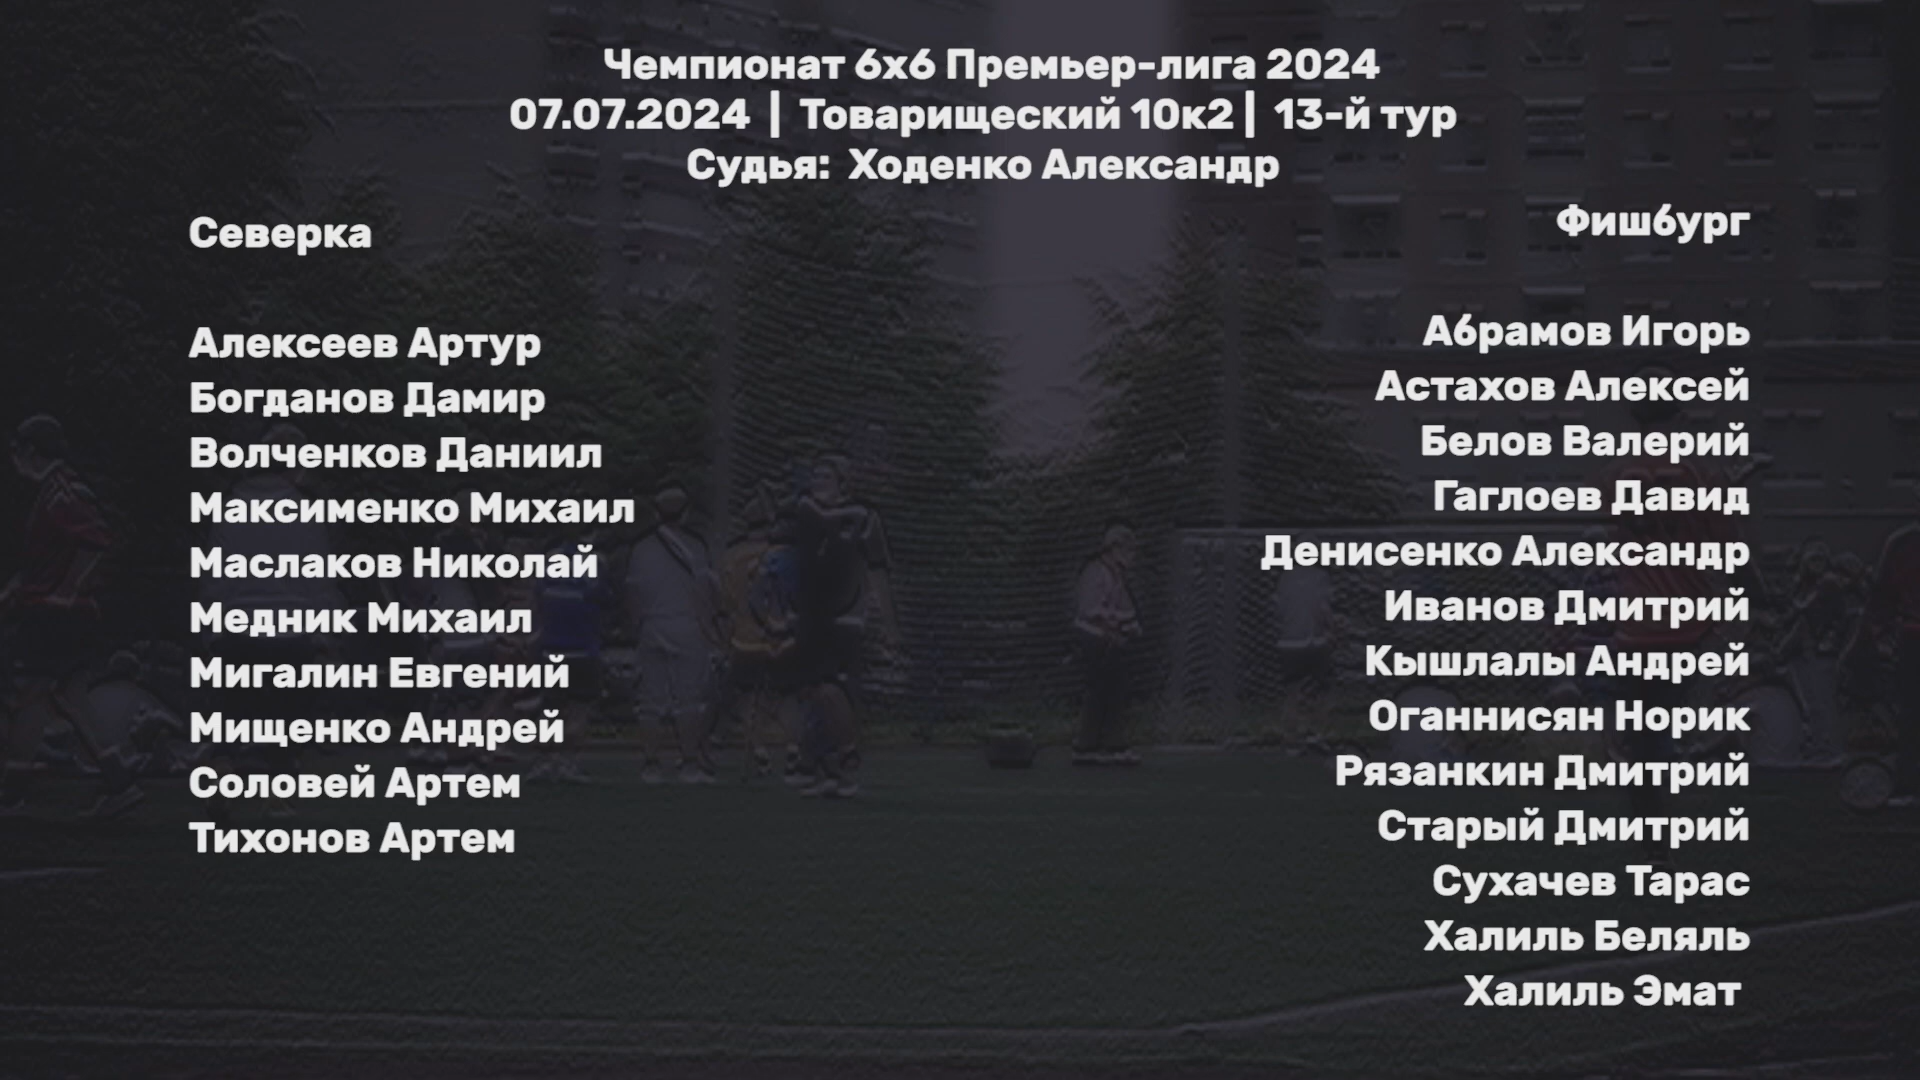 Чемпионат 6х6 Премьер-лига 2024
07.07.2024 | Товарищеский 10к2 | 13-й тур
Судья: Ходенко Александр
Северка
Алексеев Артур
Богданов Дамир
Волченков Даниил
Максименко Михаил
Маслаков Николай
Медник Михаил
Мигалин Евгений
Мищенко Андрей
Соловей Артем
Тихонов Артем
Фишбург
Абрамов Игорь
Астахов Алексей
Белов Валерий
Гаглоев Давид
Денисенко Александр
Иванов Дмитрий
Кышлалы Андрей
Оганнисян Норик
Рязанкин Дмитрий
Старый Дмитрий
Сухачев Тарас
Халиль Беляль
Халиль Эмат